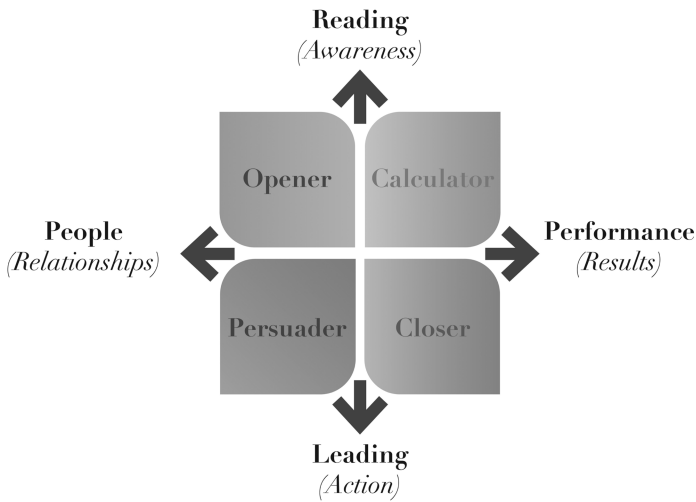 Reading
(Awareness)
Opener
Calculator
People
(Relationships)
Performance
(Results)
Persuader
Closer
Leading
(Action)